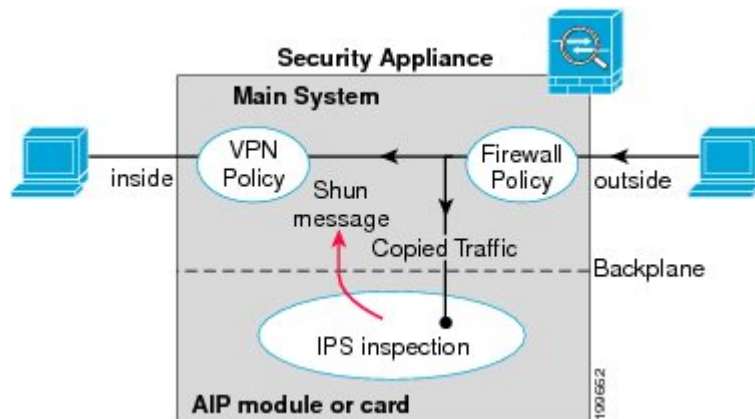 Security Appliance
Main System
VPN
Policy
Firewall
Policy
inside
outside
Shun
message
Copied Traffic
Backplane
IPS inspection
AIP module or card
199662